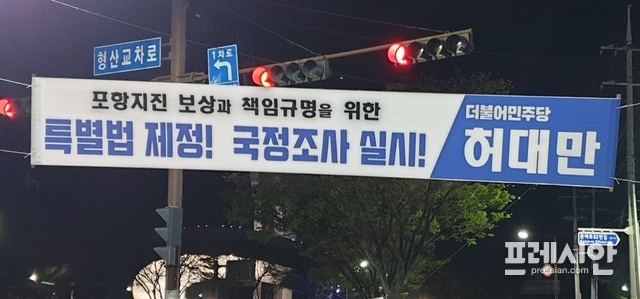 형산교차로
1차로
포항지진 보상과 책임규명을 위한
특별법 제정! 국정조사 실시!
더불어민주당
허대만
프레시안
pressian.com